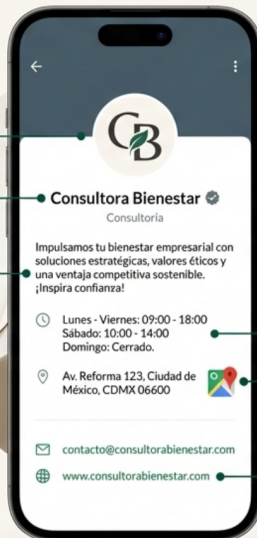 CB
Consultora Bienestar
Consultoría
Impulsamos tu bienestar empresarial con
soluciones estratégicas, valores éticos y
una ventaja competitiva sostenible.
¡Inspira confianza!
Lunes - Viernes: 09:00 - 18:00
Sábado: 10:00 - 14:00
Domingo: Cerrado.
Av. Reforma 123, Ciudad de
México, CDMX 06600
contacto@consultorabienestar.com
www.consultorabienestar.com